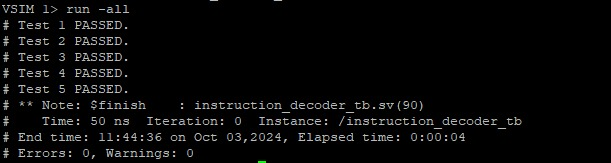 VSIM 1> run -all
# Test 1 PASSED.
# Test 2 PASSED.
# Test 3 PASSED.
# Test 4 PASSED.
# Test 5 PASSED.
# ** Note: $finish    : instruction_decoder_tb.sv(90)
#    Time: 50 ns  Iteration: 0  Instance: /instruction_decoder_tb
# End time: 11:44:36 on Oct 03,2024, Elapsed time: 0:00:04
# Errors: 0, Warnings: 0